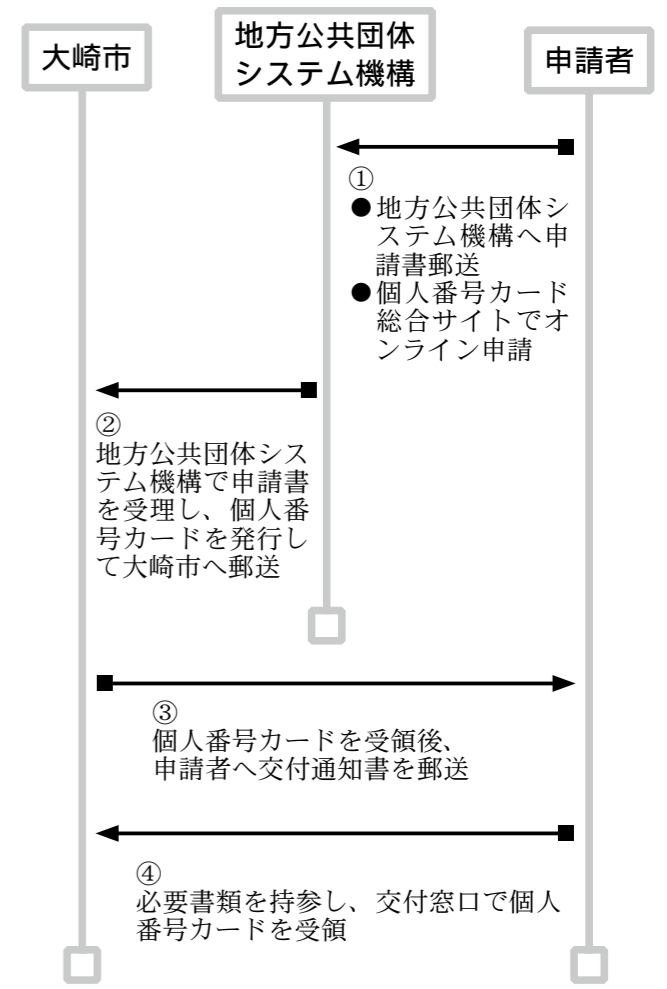 大崎市
地方公共団体
システム機構
申請者
①
●地方公共団体シ
ステム機構へ申
請書郵送
●個人番号カード
総合サイトでオ
ンライン申請
②
地方公共団体シス
テム機構で申請書
を受理し、個人番
号カードを発行し
て大崎市へ郵送
③
個人番号カードを受領後、
申請者へ交付通知書を郵送
④
必要書類を持参し、交付窓口で個人
番号カードを受領